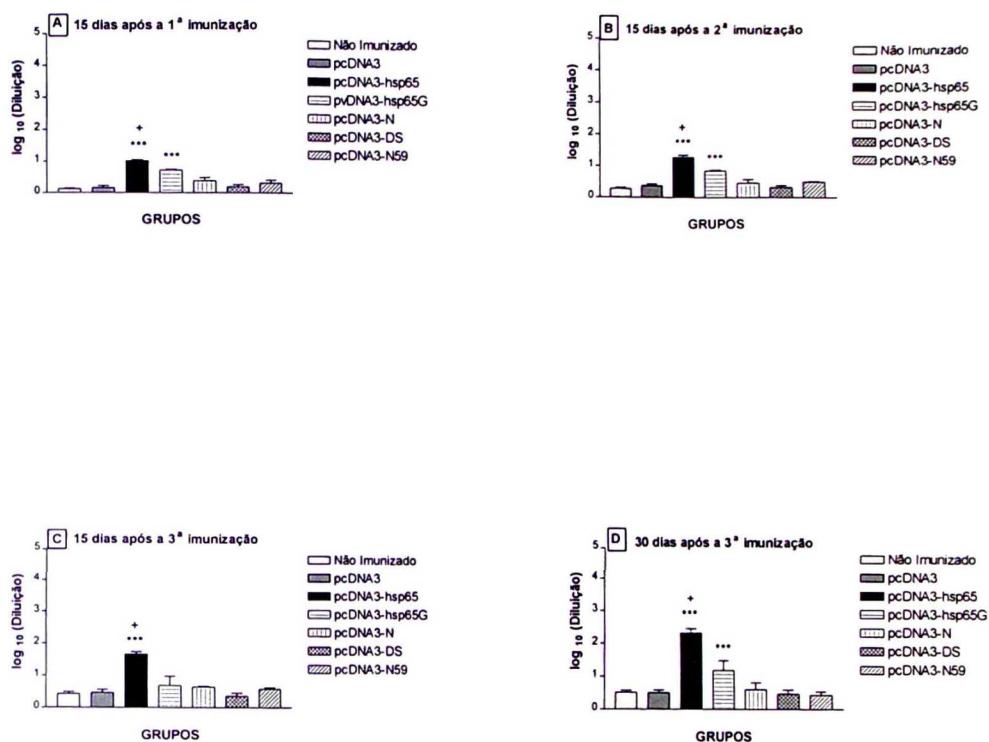 A 15 dias após a 1ª imunização
5
4
3
2
1
0
log 10 (Diluição)
GRUPOS
Não Imunizado
pcDNA3
pcDNA3-hsp65
pvDNA3-hsp65G
pcDNA3-N
pcDNA3-DS
pcDNA3-N59
+
***
***
B 15 dias após a 2ª imunização
5
4
3
2
1
0
log 10 (Diluição)
GRUPOS
Não Imunizado
pcDNA3
pcDNA3-hsp65
pcDNA3-hsp65G
pcDNA3-N
pcDNA3-DS
pcDNA3-N59
+
***
***
C 15 dias após a 3ª imunização
5
4
3
2
1
0
log 10 (Diluição)
GRUPOS
Não Imunizado
pcDNA3
pcDNA3-hsp65
pcDNA3-hsp65G
pcDNA3-N
pcDNA3-DS
pcDNA3-N59
+
***
D 30 dias após a 3ª imunização
5
4
3
2
1
0
log 10 (Diluição)
GRUPOS
Não Imunizado
pcDNA3
pcDNA3-hsp65
pcDNA3-hsp65G
pcDNA3-N
pcDNA3-DS
pcDNA3-N59
+
***
***